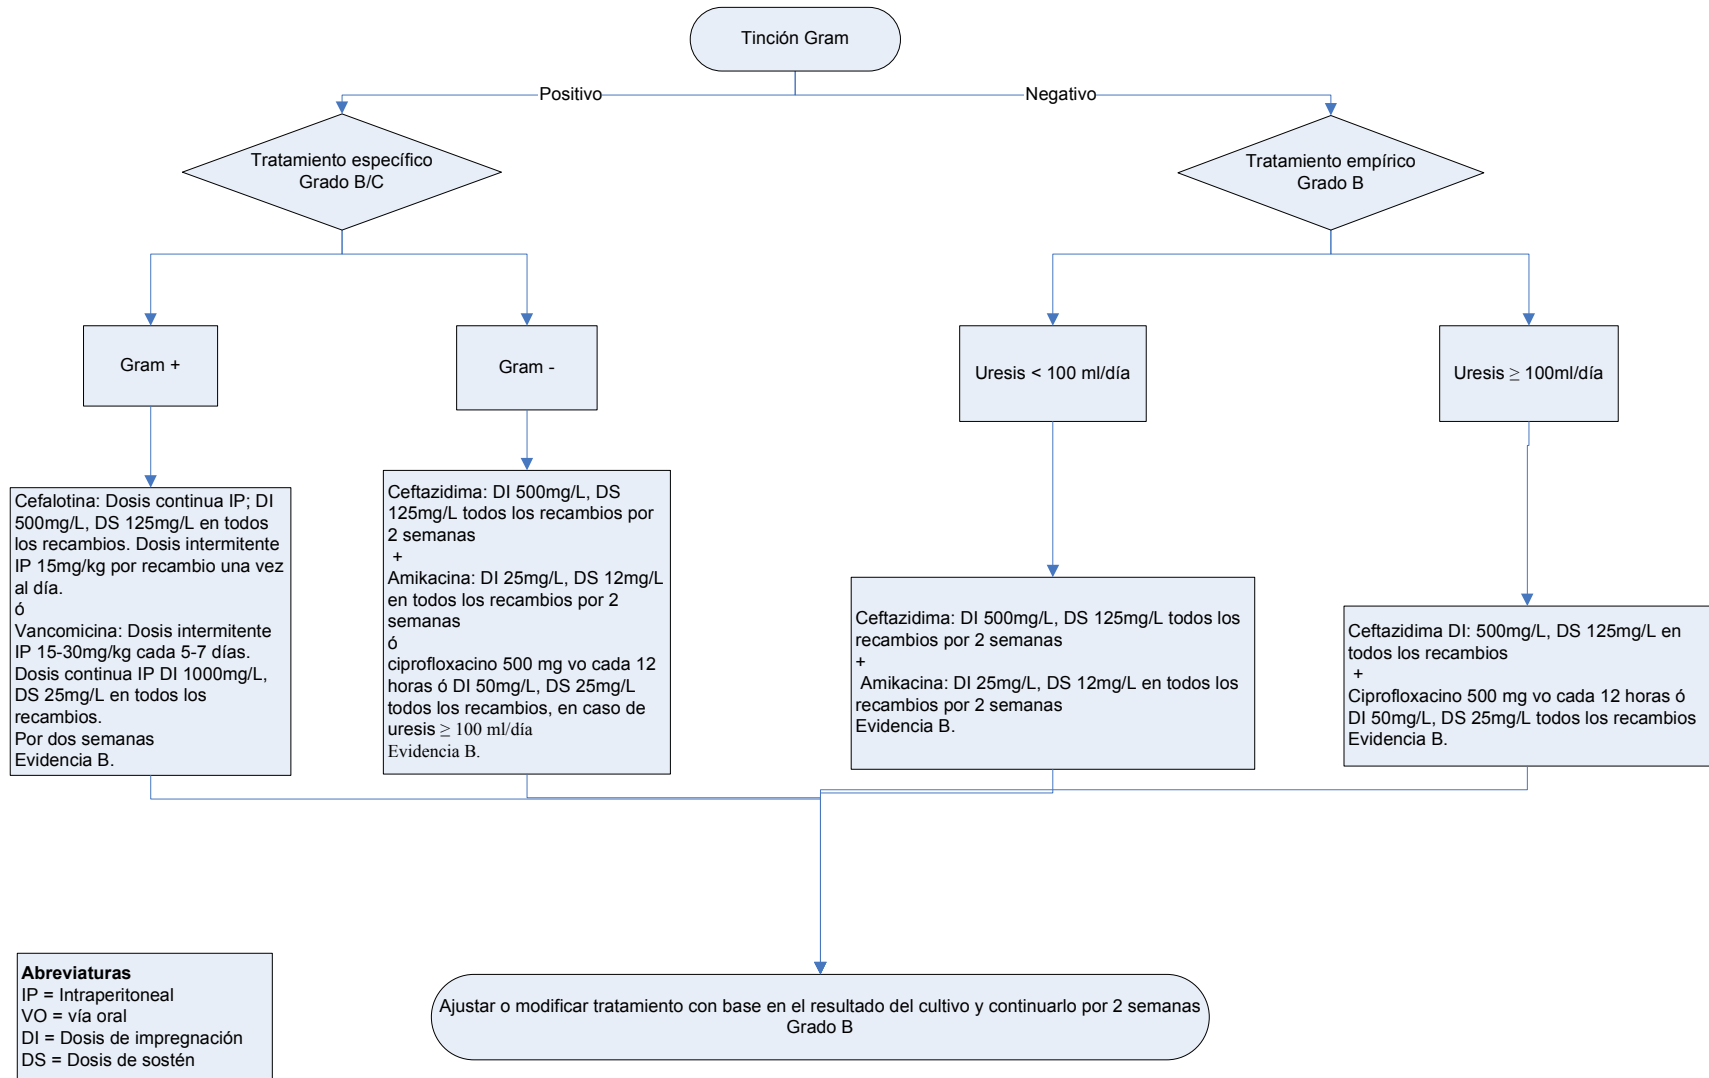 Tinción Gram
Positivo
Negativo
Tratamiento específico
Grado B/C
Tratamiento empírico
Grado B
Gram +
Gram -
Uresis < 100 ml/día
Uresis ≥ 100ml/día
Cefalotina: Dosis continua IP; DI
500mg/L, DS 125mg/L en todos
los recambios. Dosis intermitente
IP 15mg/kg por recambio una vez
al día.
ó
Vancomicina: Dosis intermitente
IP 15-30mg/kg cada 5-7 días.
Dosis continua IP DI 1000mg/L,
DS 25mg/L en todos los
recambios.
Por dos semanas
Evidencia B.
Ceftazidima: DI 500mg/L, DS
125mg/L todos los recambios por
2 semanas
+
Amikacina: DI 25mg/L, DS 12mg/L
en todos los recambios por 2
semanas
ó
ciprofloxacino 500 mg vo cada 12
horas ó DI 50mg/L, DS 25mg/L
todos los recambios, en caso de
uresis ≥ 100 ml/día
Evidencia B.
Ceftazidima: DI 500mg/L, DS 125mg/L todos los
recambios por 2 semanas
+
Amikacina: DI 25mg/L, DS 12mg/L en todos los
recambios por 2 semanas
Evidencia B.
Ceftazidima DI: 500mg/L, DS 125mg/L en
todos los recambios
+
Ciprofloxacino 500 mg vo cada 12 horas ó
DI 50mg/L, DS 25mg/L todos los recambios
Evidencia B.
Abreviaturas
IP = Intraperitoneal
VO = vía oral
DI = Dosis de impregnación
DS = Dosis de sostén
Ajustar o modificar tratamiento con base en el resultado del cultivo y continuarlo por 2 semanas
Grado B